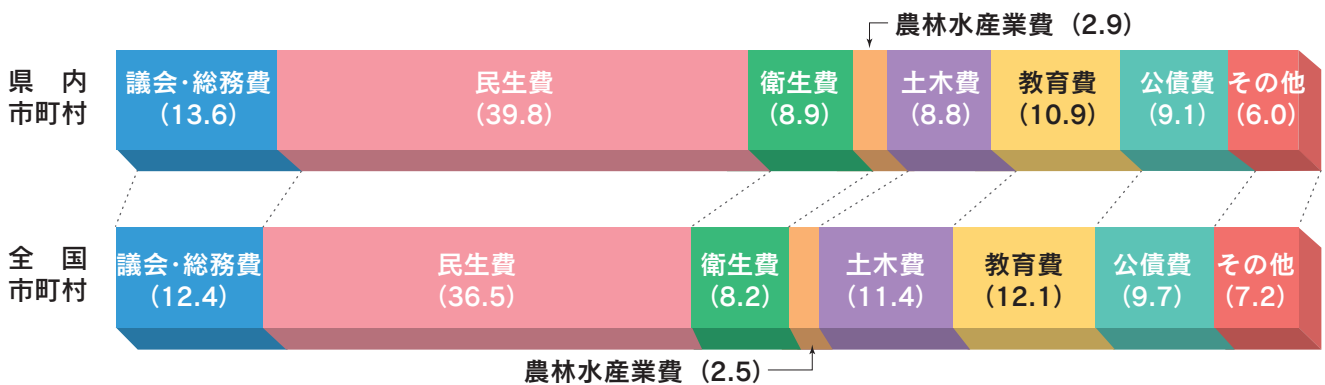 農林水産業費（2.9）
県　内
市町村
議会・総務費
（13.6）
民生費
（39.8）
衛生費
（8.9）
土木費
（8.8）
教育費
（10.9）
公債費
（9.1）
その他
（6.0）
全　国
市町村
議会・総務費
（12.4）
民生費
（36.5）
衛生費
（8.2）
土木費
（11.4）
教育費
（12.1）
公債費
（9.7）
その他
（7.2）
農林水産業費（2.5）